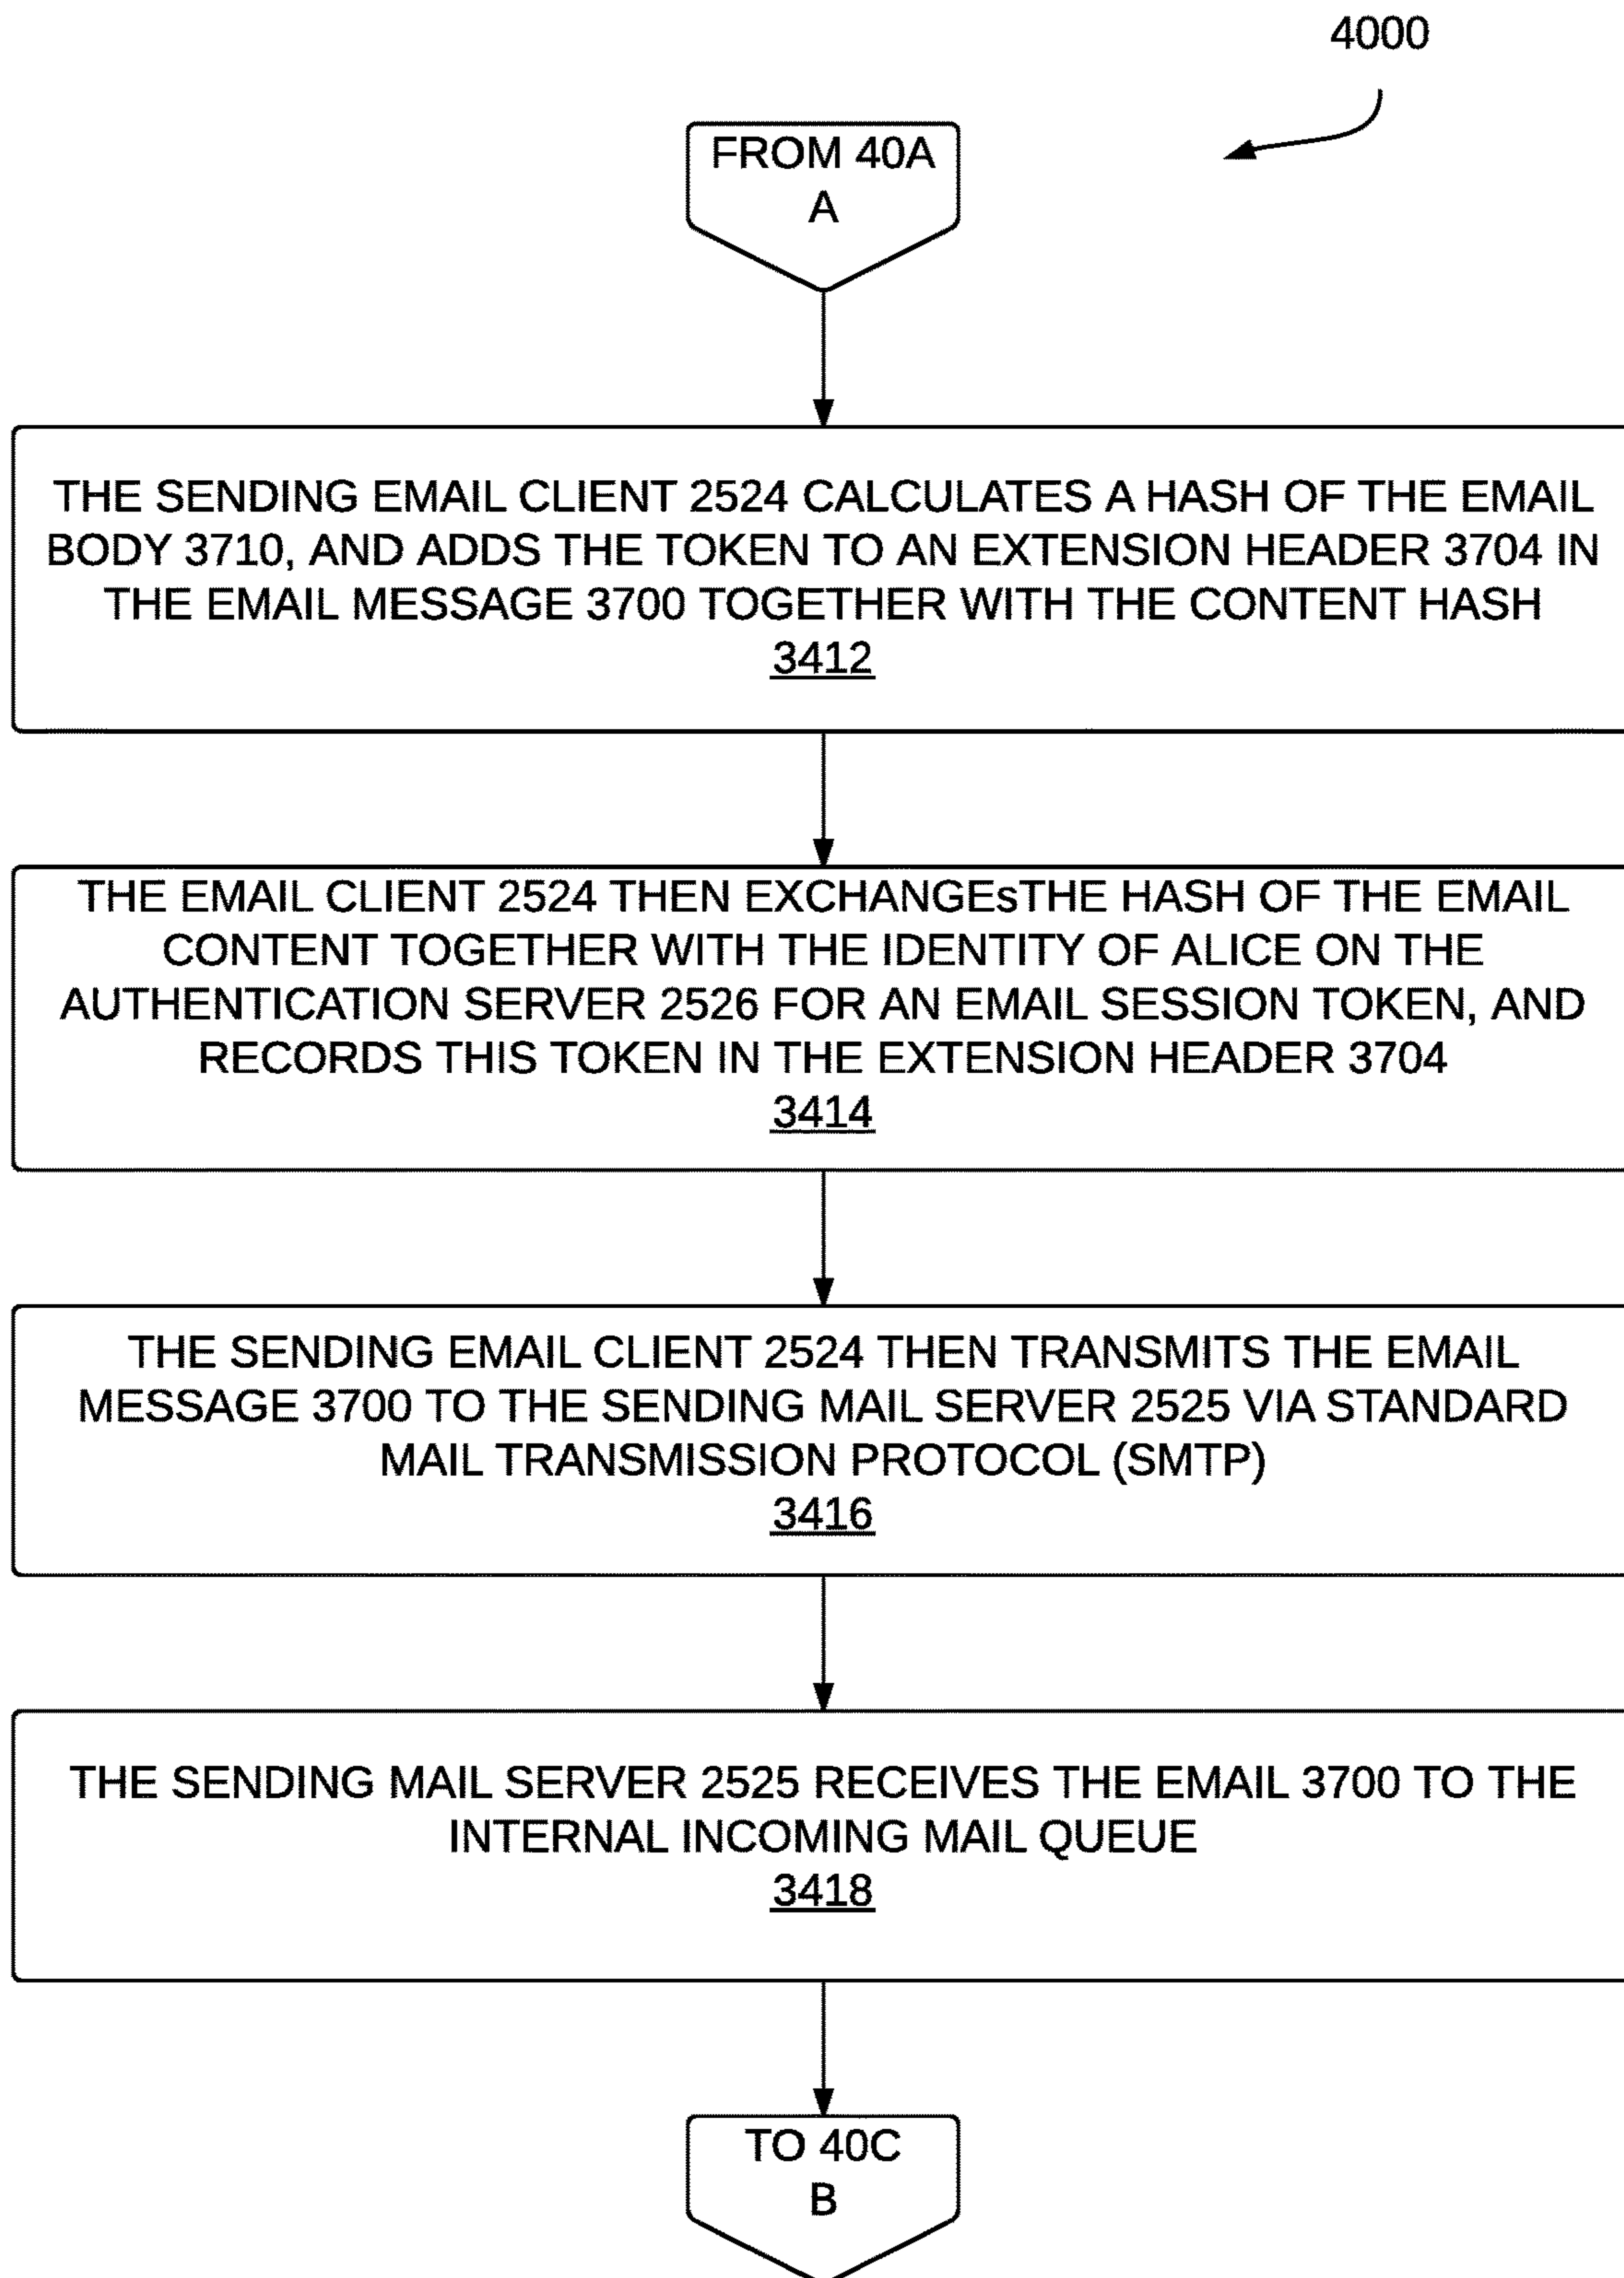 4000
FROM 40A
A
THE SENDING EMAIL CLIENT 2524 CALCULATES A HASH OF THE EMAIL
BODY 3710, AND ADDS THE TOKEN TO AN EXTENSION HEADER 3704 IN
THE EMAIL MESSAGE 3700 TOGETHER WITH THE CONTENT HASH
3412
THE EMAIL CLIENT 2524 THEN EXCHANGEsTHE HASH OF THE EMAIL
CONTENT TOGETHER WITH THE IDENTITY OF ALICE ON THE
AUTHENTICATION SERVER 2526 FOR AN EMAIL SESSION TOKEN, AND
RECORDS THIS TOKEN IN THE EXTENSION HEADER 3704
3414
THE SENDING EMAIL CLIENT 2524 THEN TRANSMITS THE EMAIL
MESSAGE 3700 TO THE SENDING MAIL SERVER 2525 VIA STANDARD
MAIL TRANSMISSION PROTOCOL (SMTP)
3416
THE SENDING MAIL SERVER 2525 RECEIVES THE EMAIL 3700 TO THE
INTERNAL INCOMING MAIL QUEUE
3418
TO 40C
B